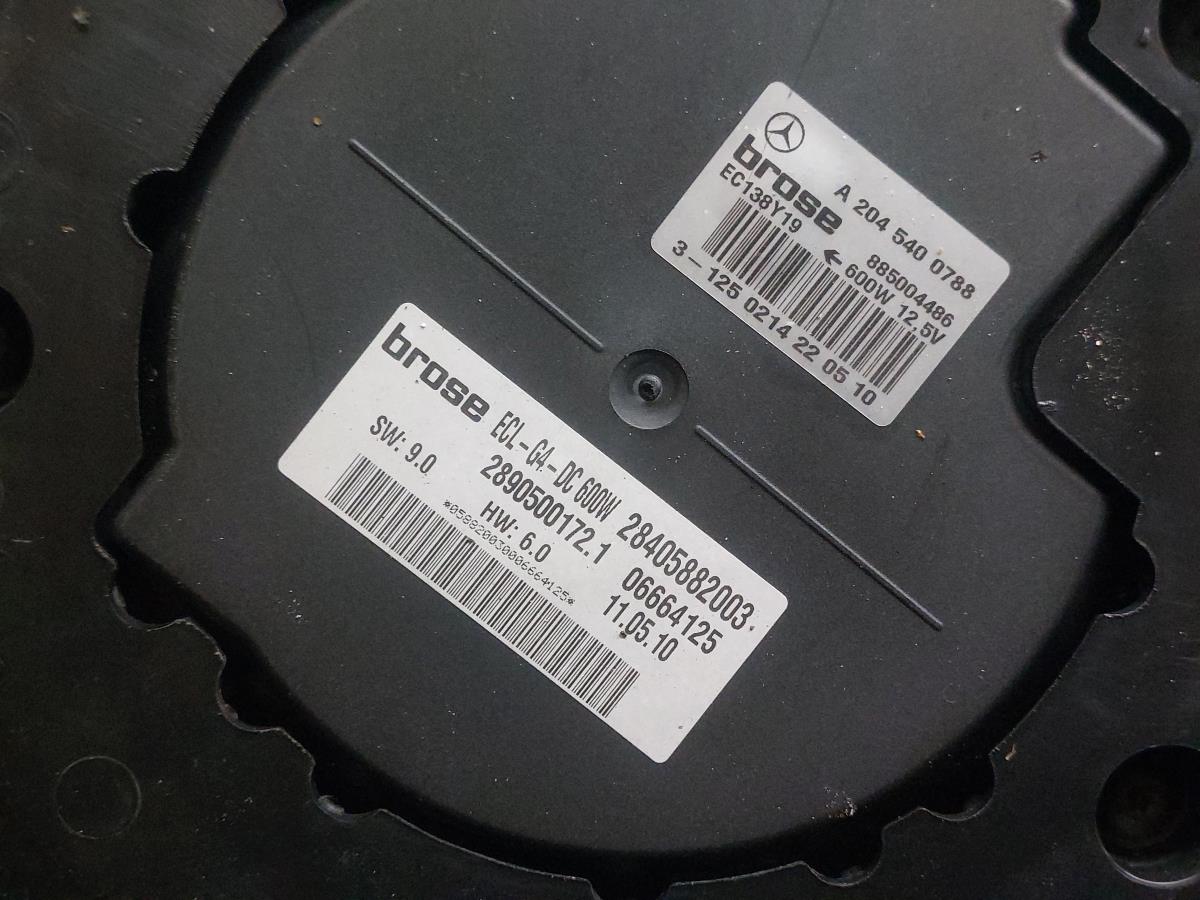 A 204 540 0788
brose
885004486
EC138Y19
600W 12,5V
3-125 0214 22 05 10
brose
ECL-G4-DC 600W 28405882003
2890500172.1 06664125
SW: 9.0 HW: 6.0 11.05.10
*058820030006664125*